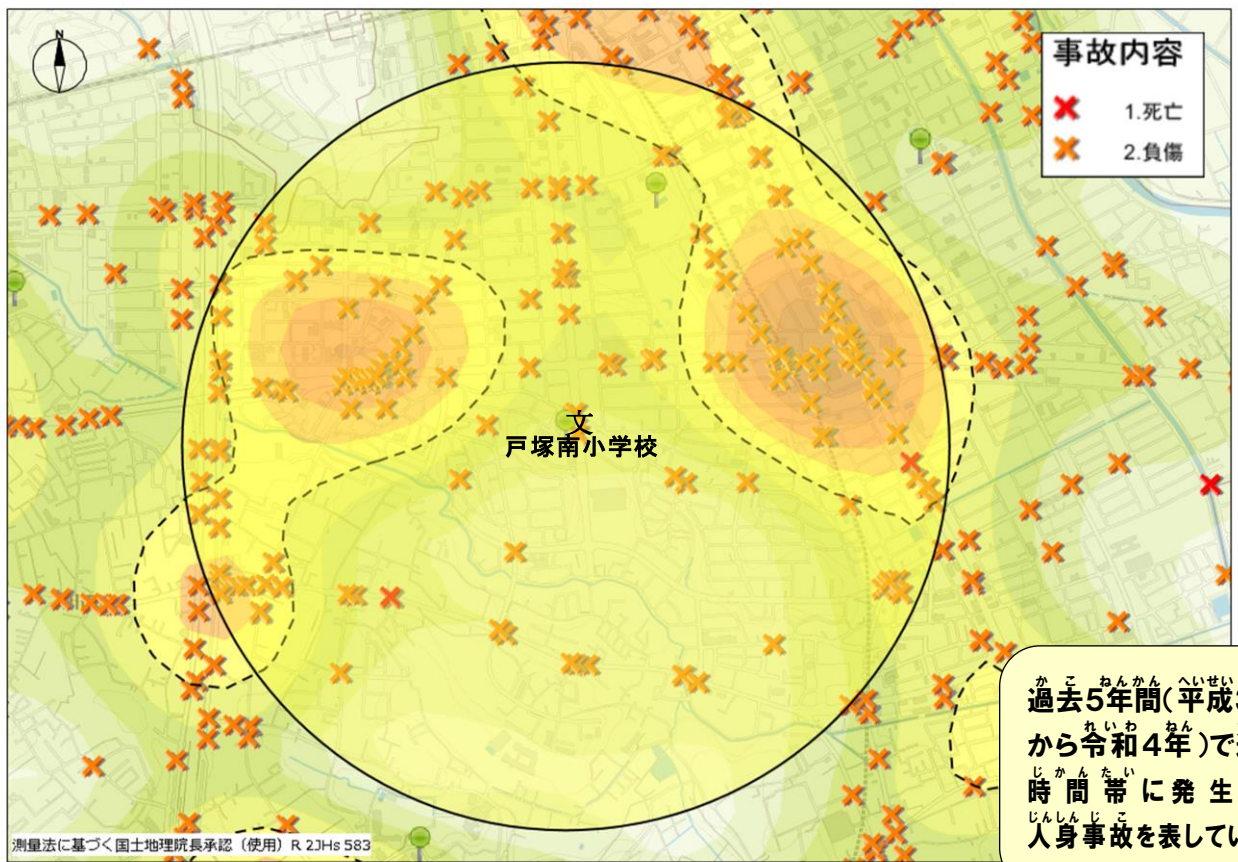 N
事故内容
1.死亡
2.負傷
文
戸塚南小学校
過去5年間(平成
から令和4年)で
時間帯に発生
人身事故を表してい
測量法に基づく国土地理院長承認（使用）R 2JHs 583